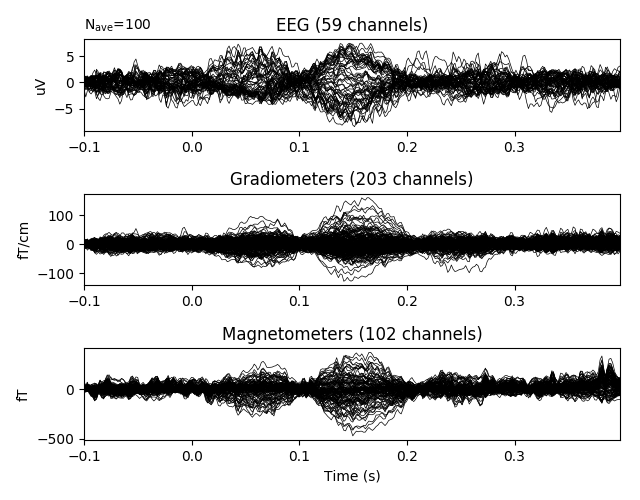 N_ave=100
EEG (59 channels)
uV
5
0
−5
−0.1 0.0 0.1 0.2 0.3
Gradiometers (203 channels)
fT/cm
100
0
−100
−0.1 0.0 0.1 0.2 0.3
Magnetometers (102 channels)
fT
0
−500
−0.1 0.0 0.1 0.2 0.3
Time (s)